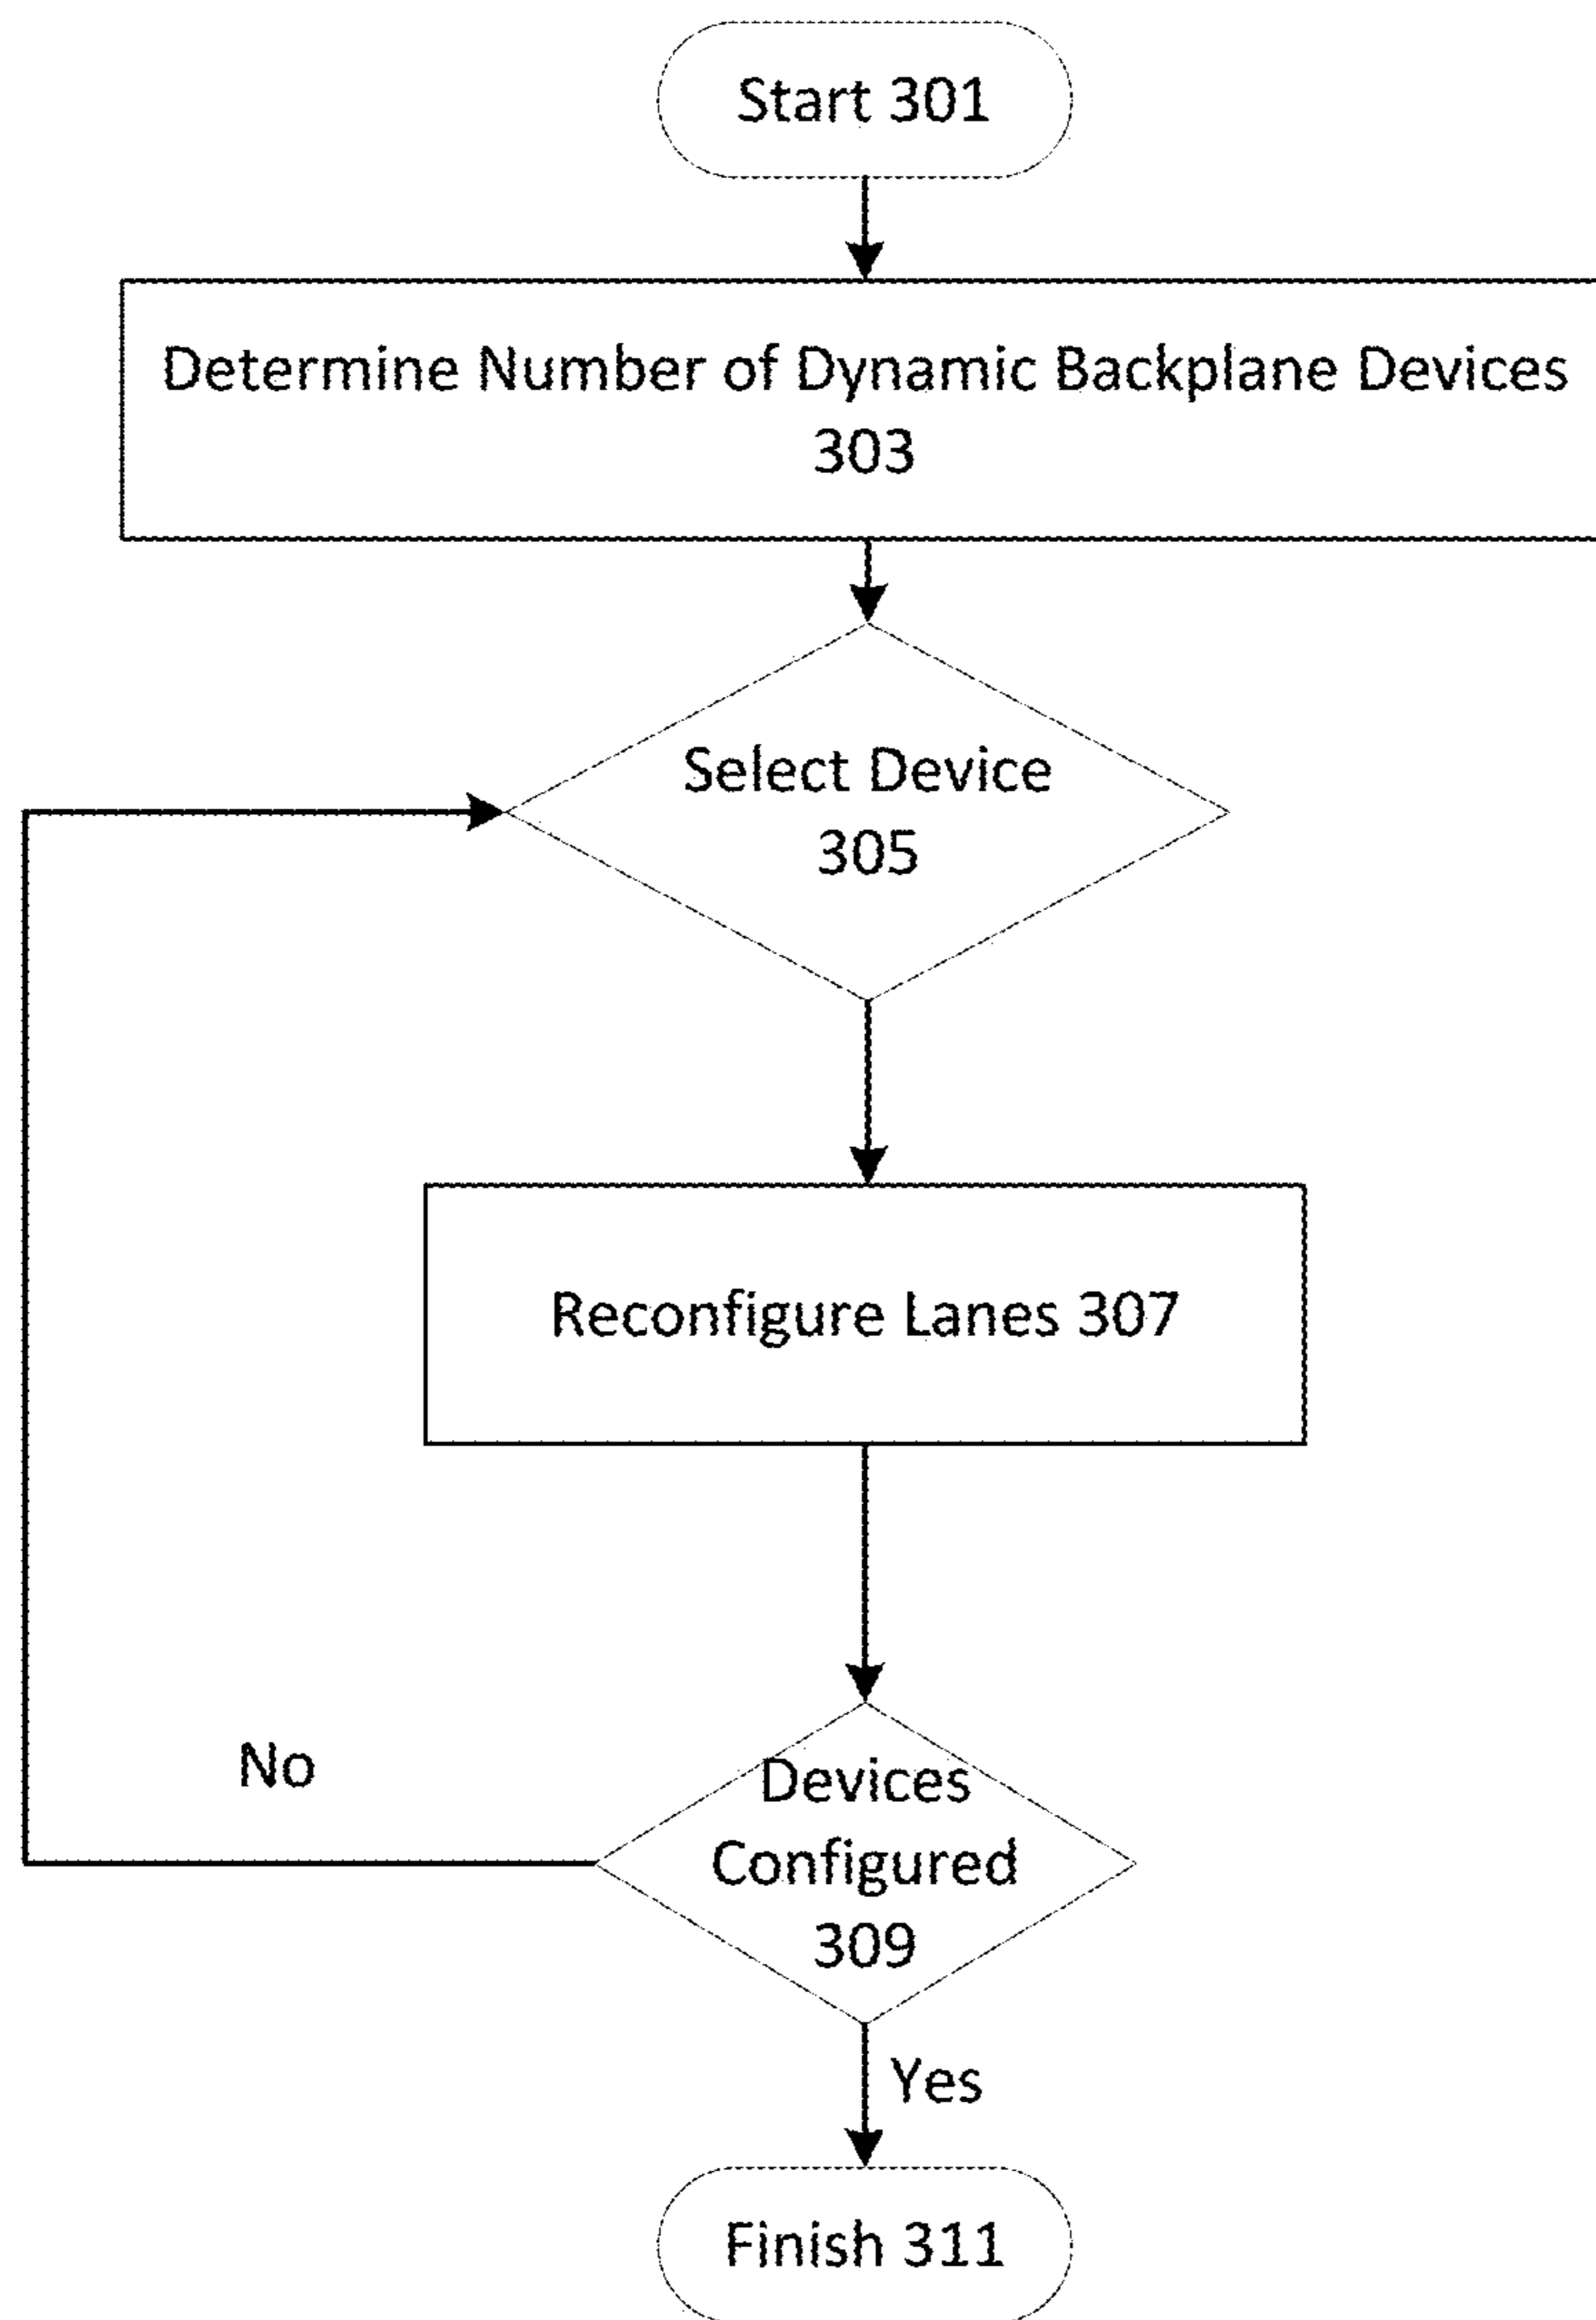 Start 301
Determine Number of Dynamic Backplane Devices
303
Select Device
305
Reconfigure Lanes 307
No
Devices
Configured
309
Yes
Finish 311